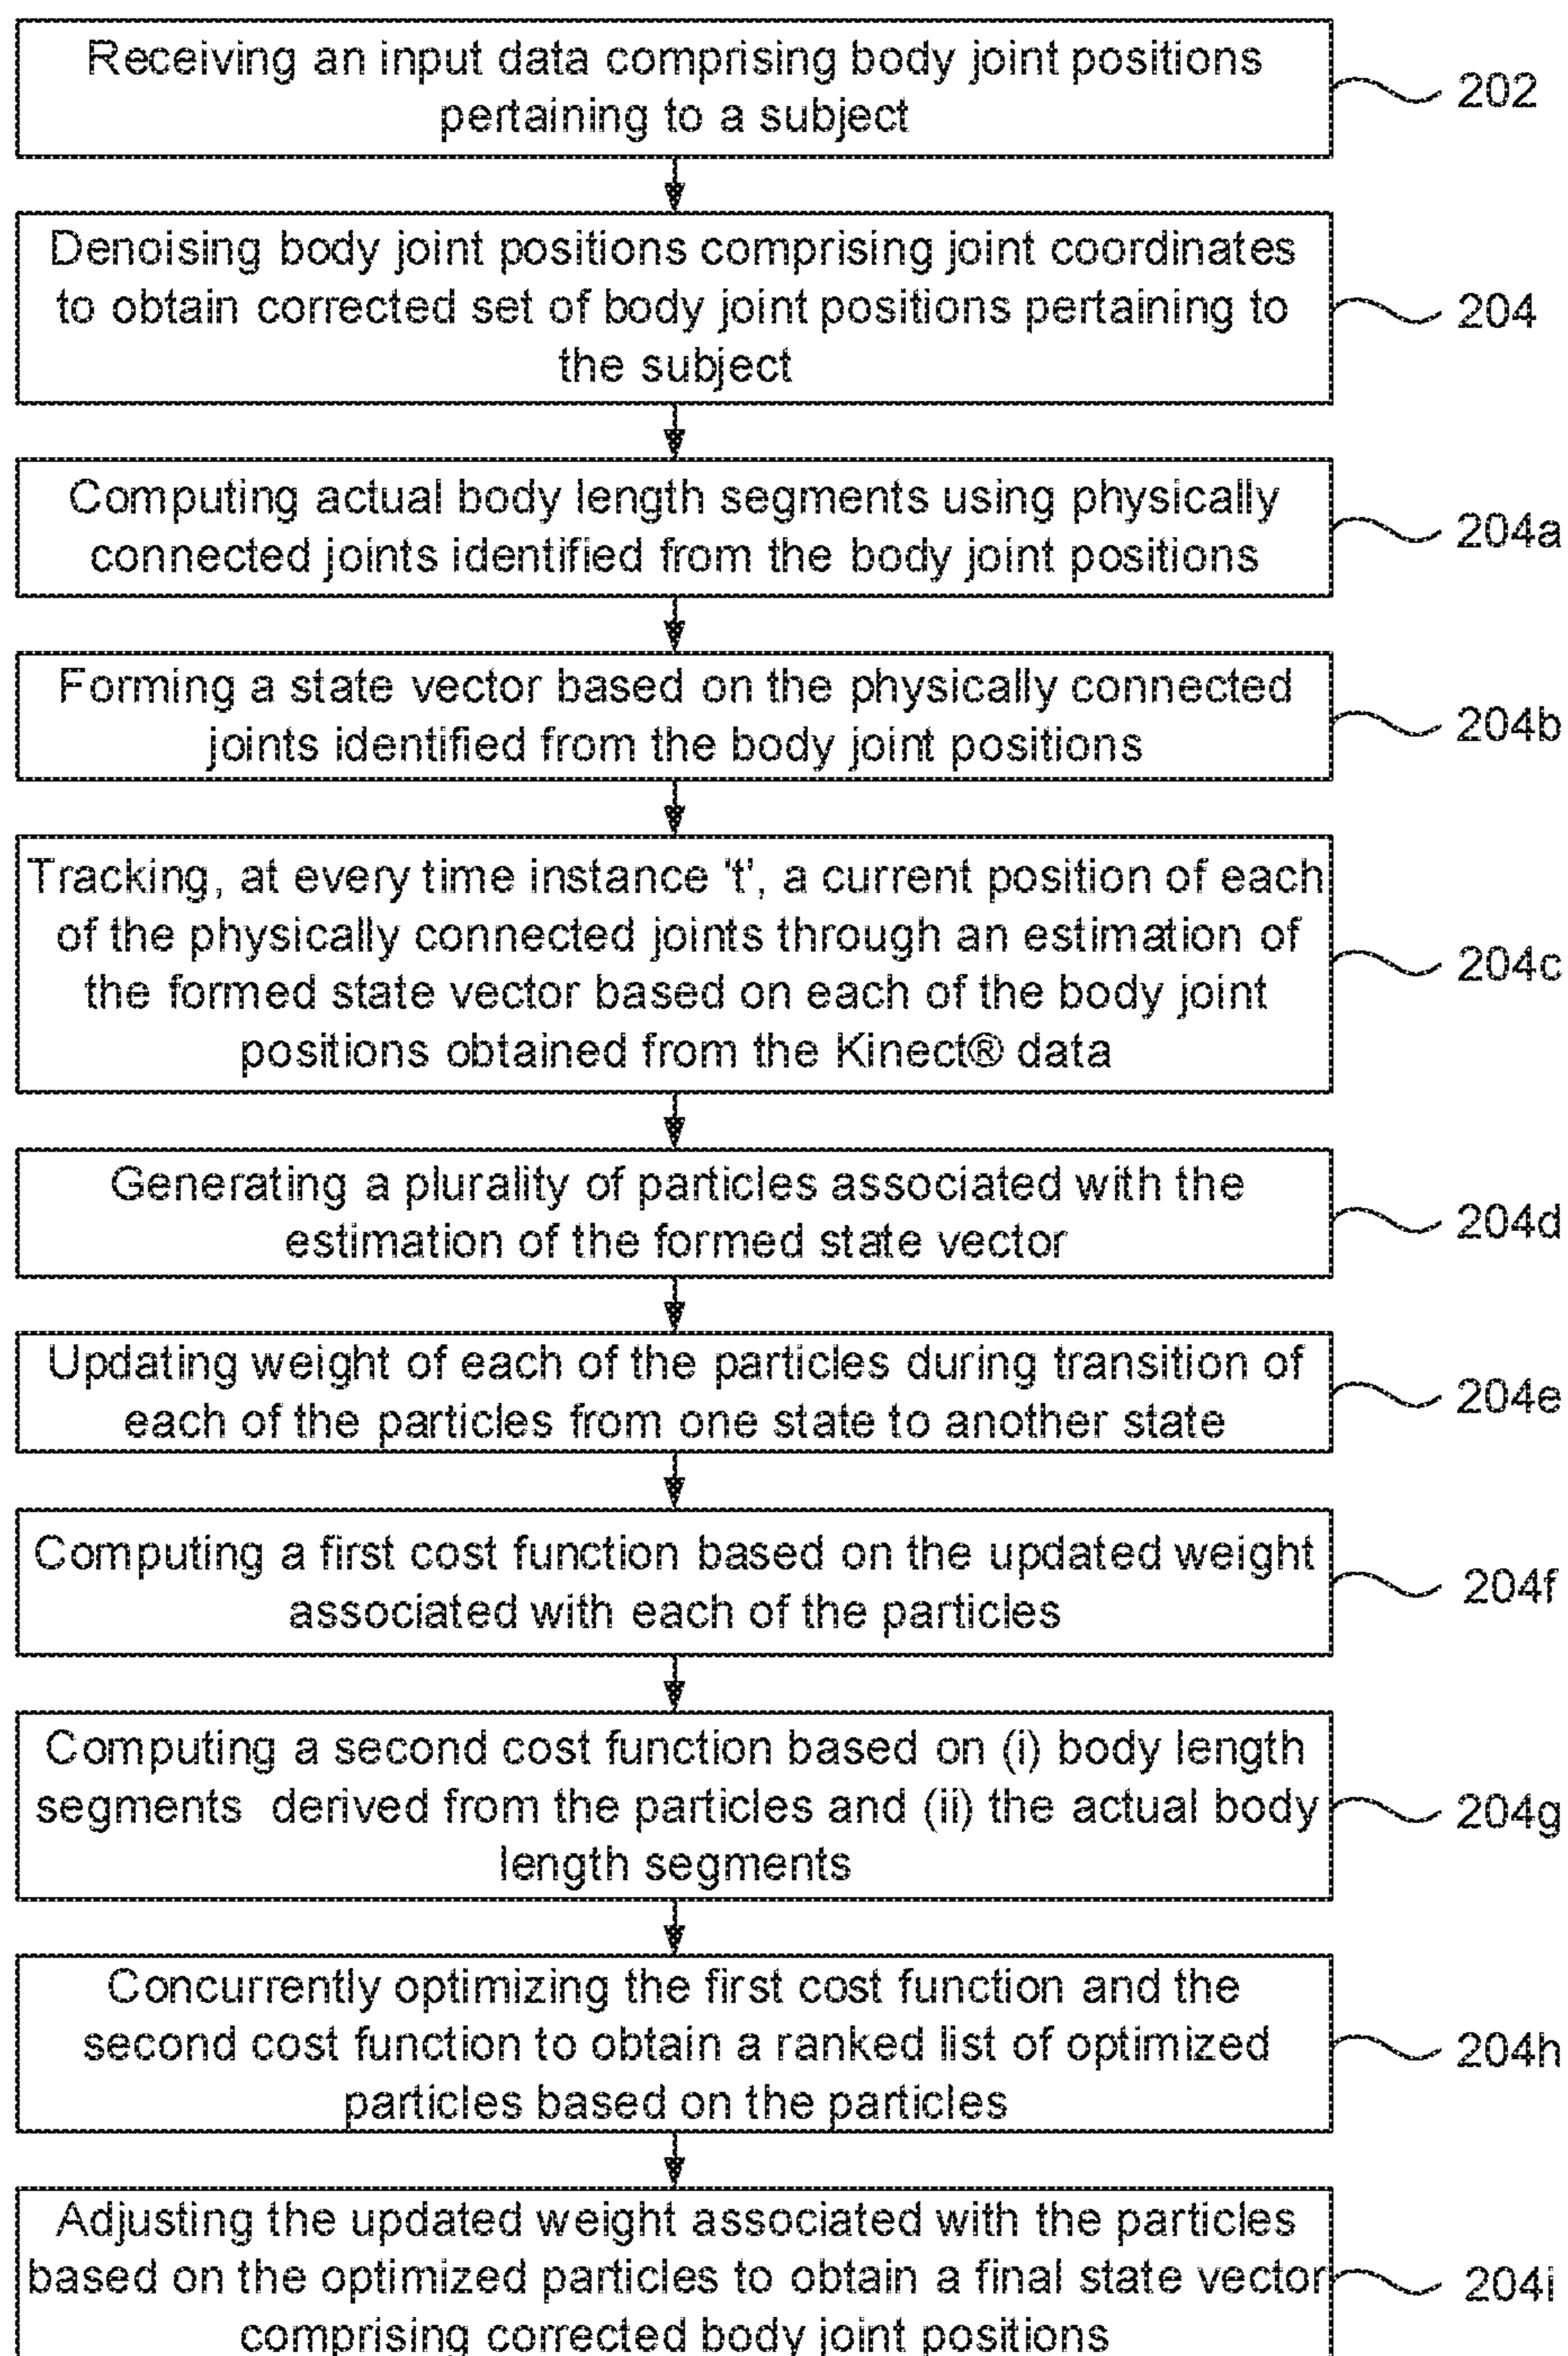 Receiving an input data comprising body joint positions
pertaining to a subject
202
Denoising body joint positions comprising joint coordinates
to obtain corrected set of body joint positions pertaining to
the subject
204
Computing actual body length segments using physically
connected joints identified from the body joint positions
204a
Forming a state vector based on the physically connected
joints identified from the body joint positions
204b
Tracking, at every time instance 't', a current position of each
of the physically connected joints through an estimation of
the formed state vector based on each of the body joint
positions obtained from the Kinect® data
204c
Generating a plurality of particles associated with the
estimation of the formed state vector
204d
Updating weight of each of the particles during transition of
each of the particles from one state to another state
204e
Computing a first cost function based on the updated weight
associated with each of the particles
204f
Computing a second cost function based on (i) body length
segments derived from the particles and (ii) the actual body
length segments
204g
Concurrently optimizing the first cost function and the
second cost function to obtain a ranked list of optimized
particles based on the particles
204h
Adjusting the updated weight associated with the particles
based on the optimized particles to obtain a final state vector
comprising corrected body joint positions
204i